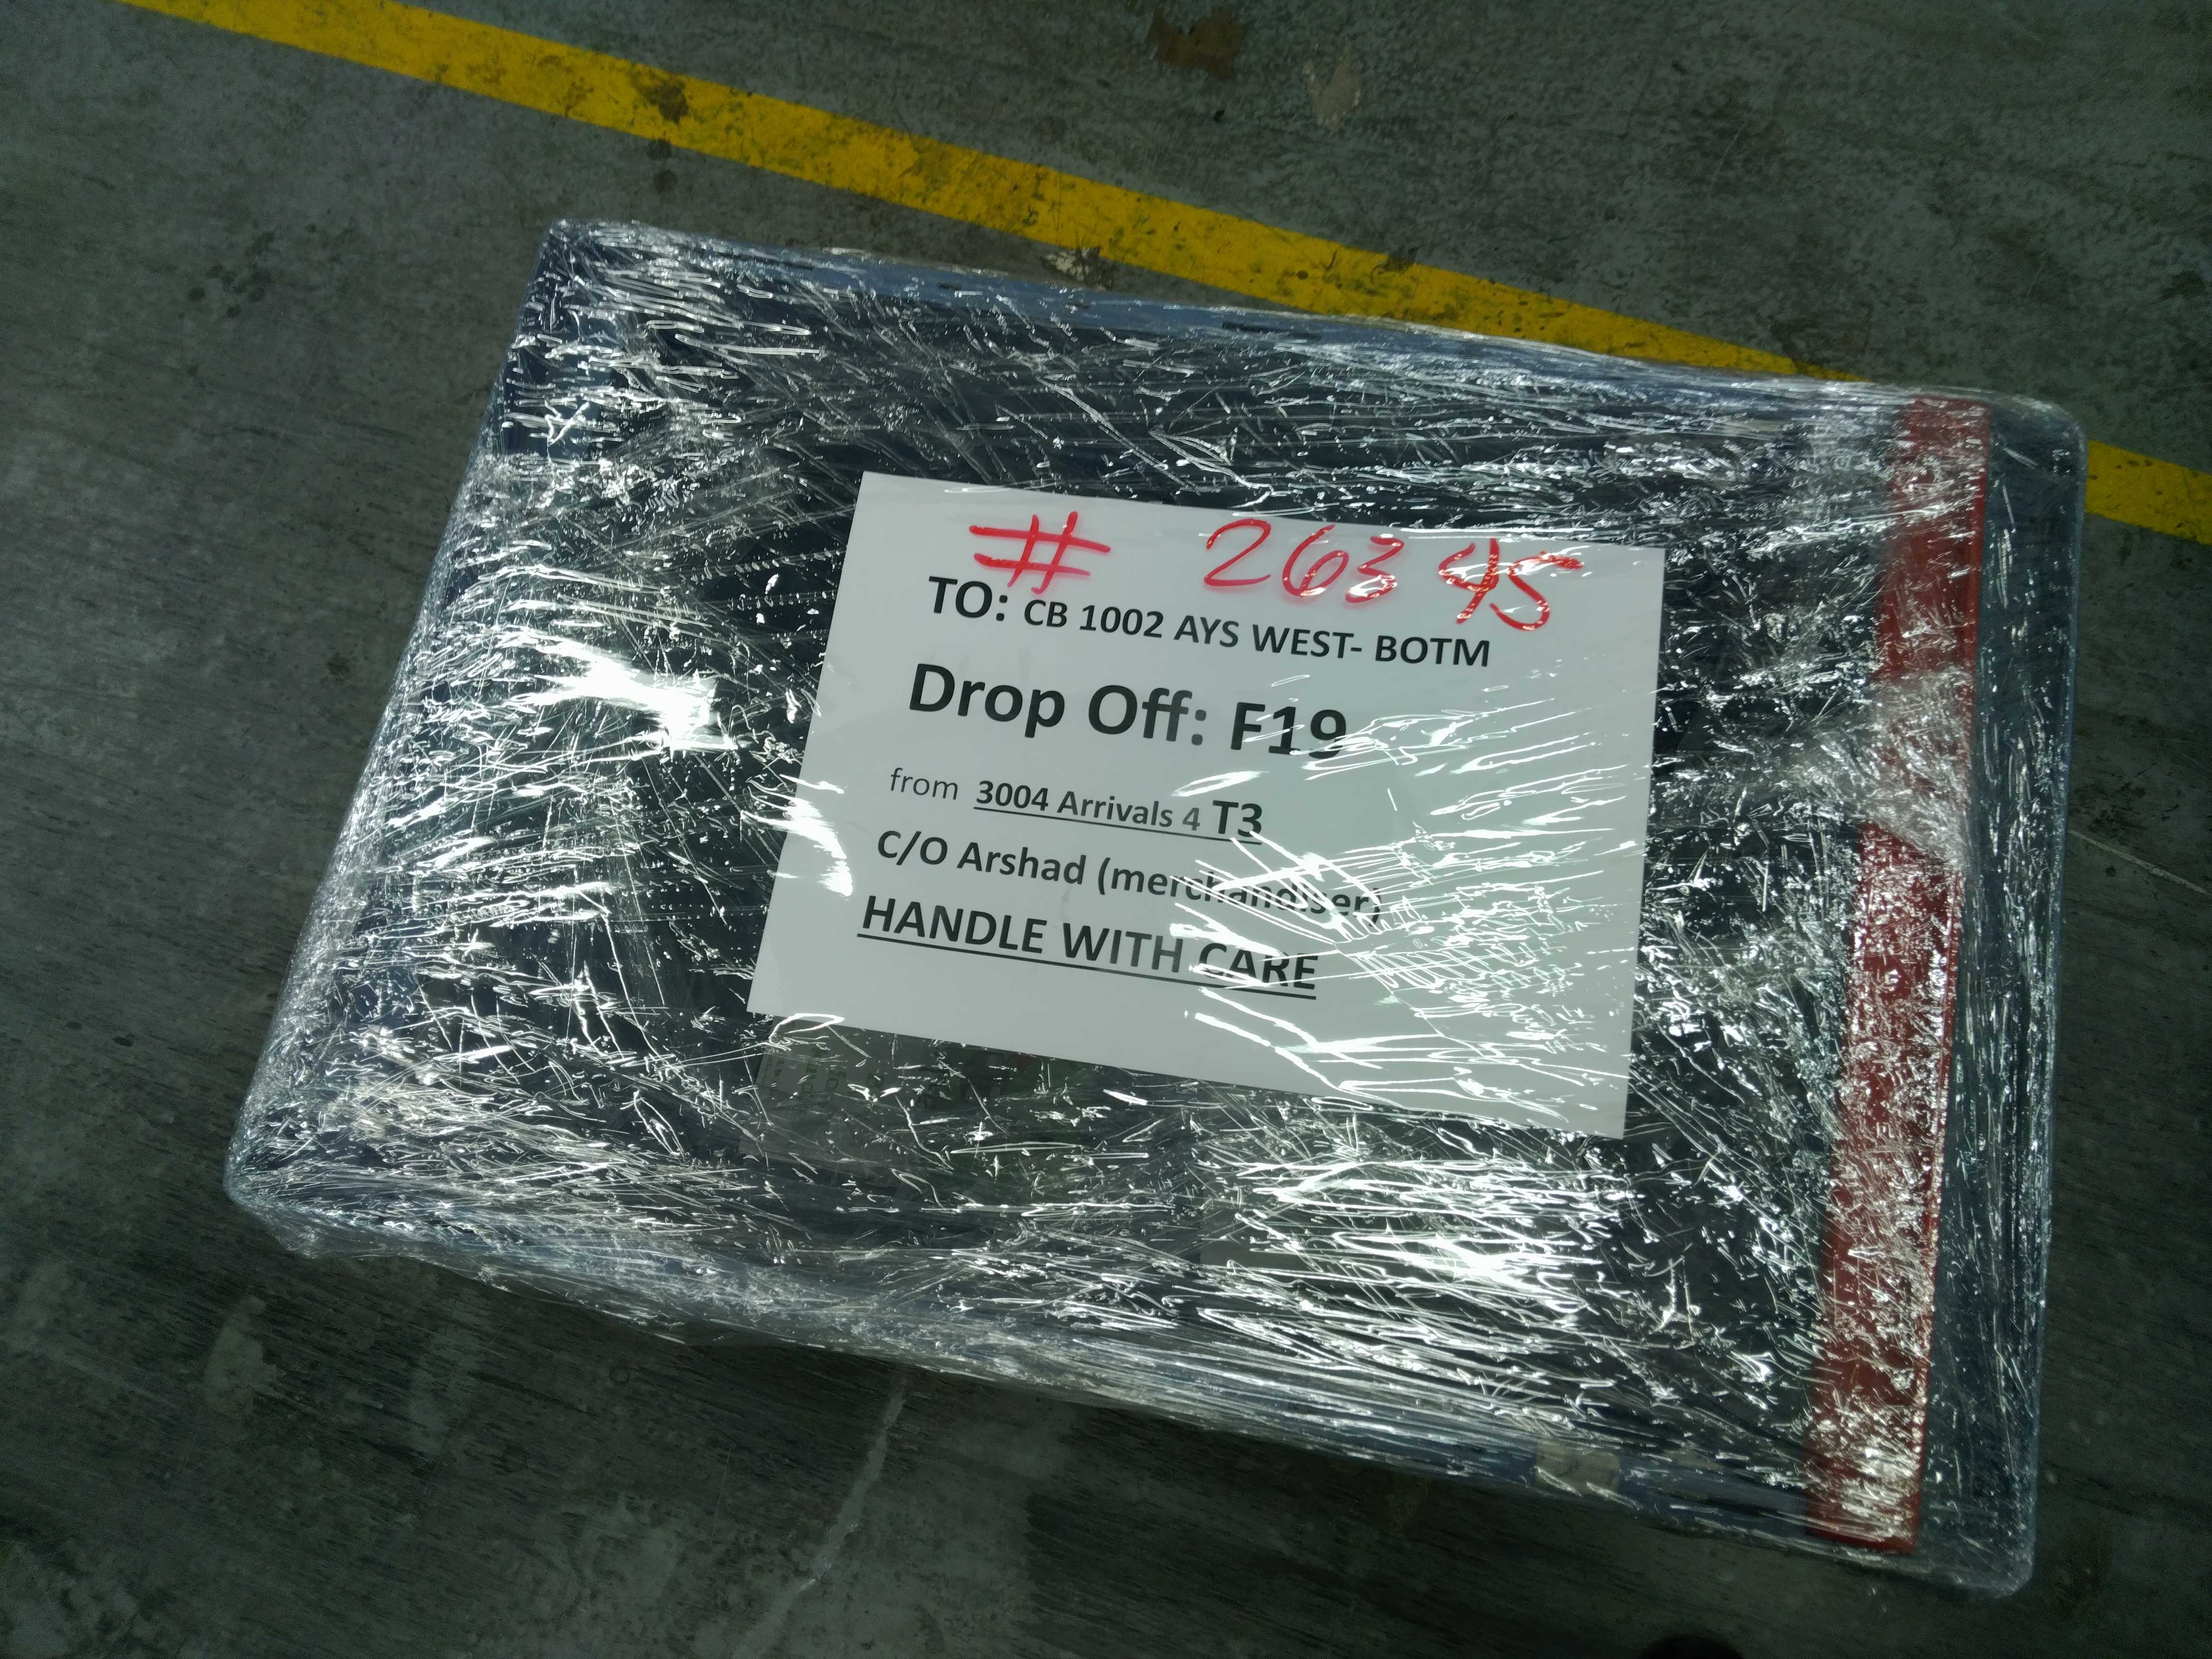 # 26345
TO: CB 1002 AYS WEST- BOTM
Drop Off: F19
from 3004 Arrivals 4 T3
C/O Arshad (merchandiser)
HANDLE WITH CARE